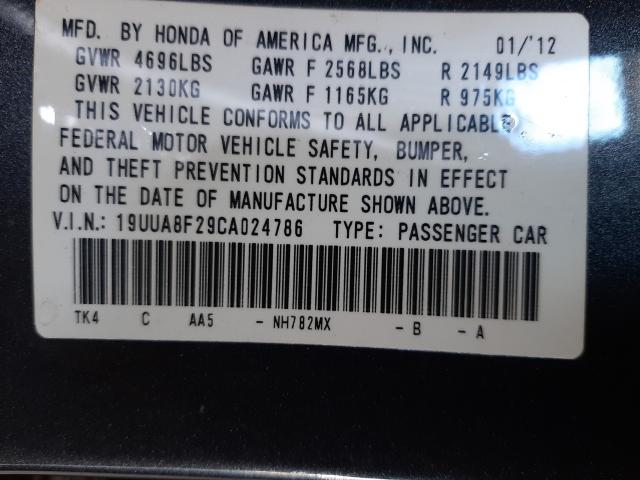 MFD. BY HONDA OF AMERICA MFG., INC. 01/'12
GVWR 4696LBS GAWR F 2568LBS R 2149LBS
GVWR 2130KG GAWR F 1165KG R 975KG
THIS VEHICLE CONFORMS TO ALL APPLICABLE
FEDERAL MOTOR VEHICLE SAFETY, BUMPER,
AND THEFT PREVENTION STANDARDS IN EFFECT
ON THE DATE OF MANUFACTURE SHOWN ABOVE.
V.I.N.: 19UUA8F29CA024786 TYPE: PASSENGER CAR
TK4 C AA5 - NH782MX - B - A